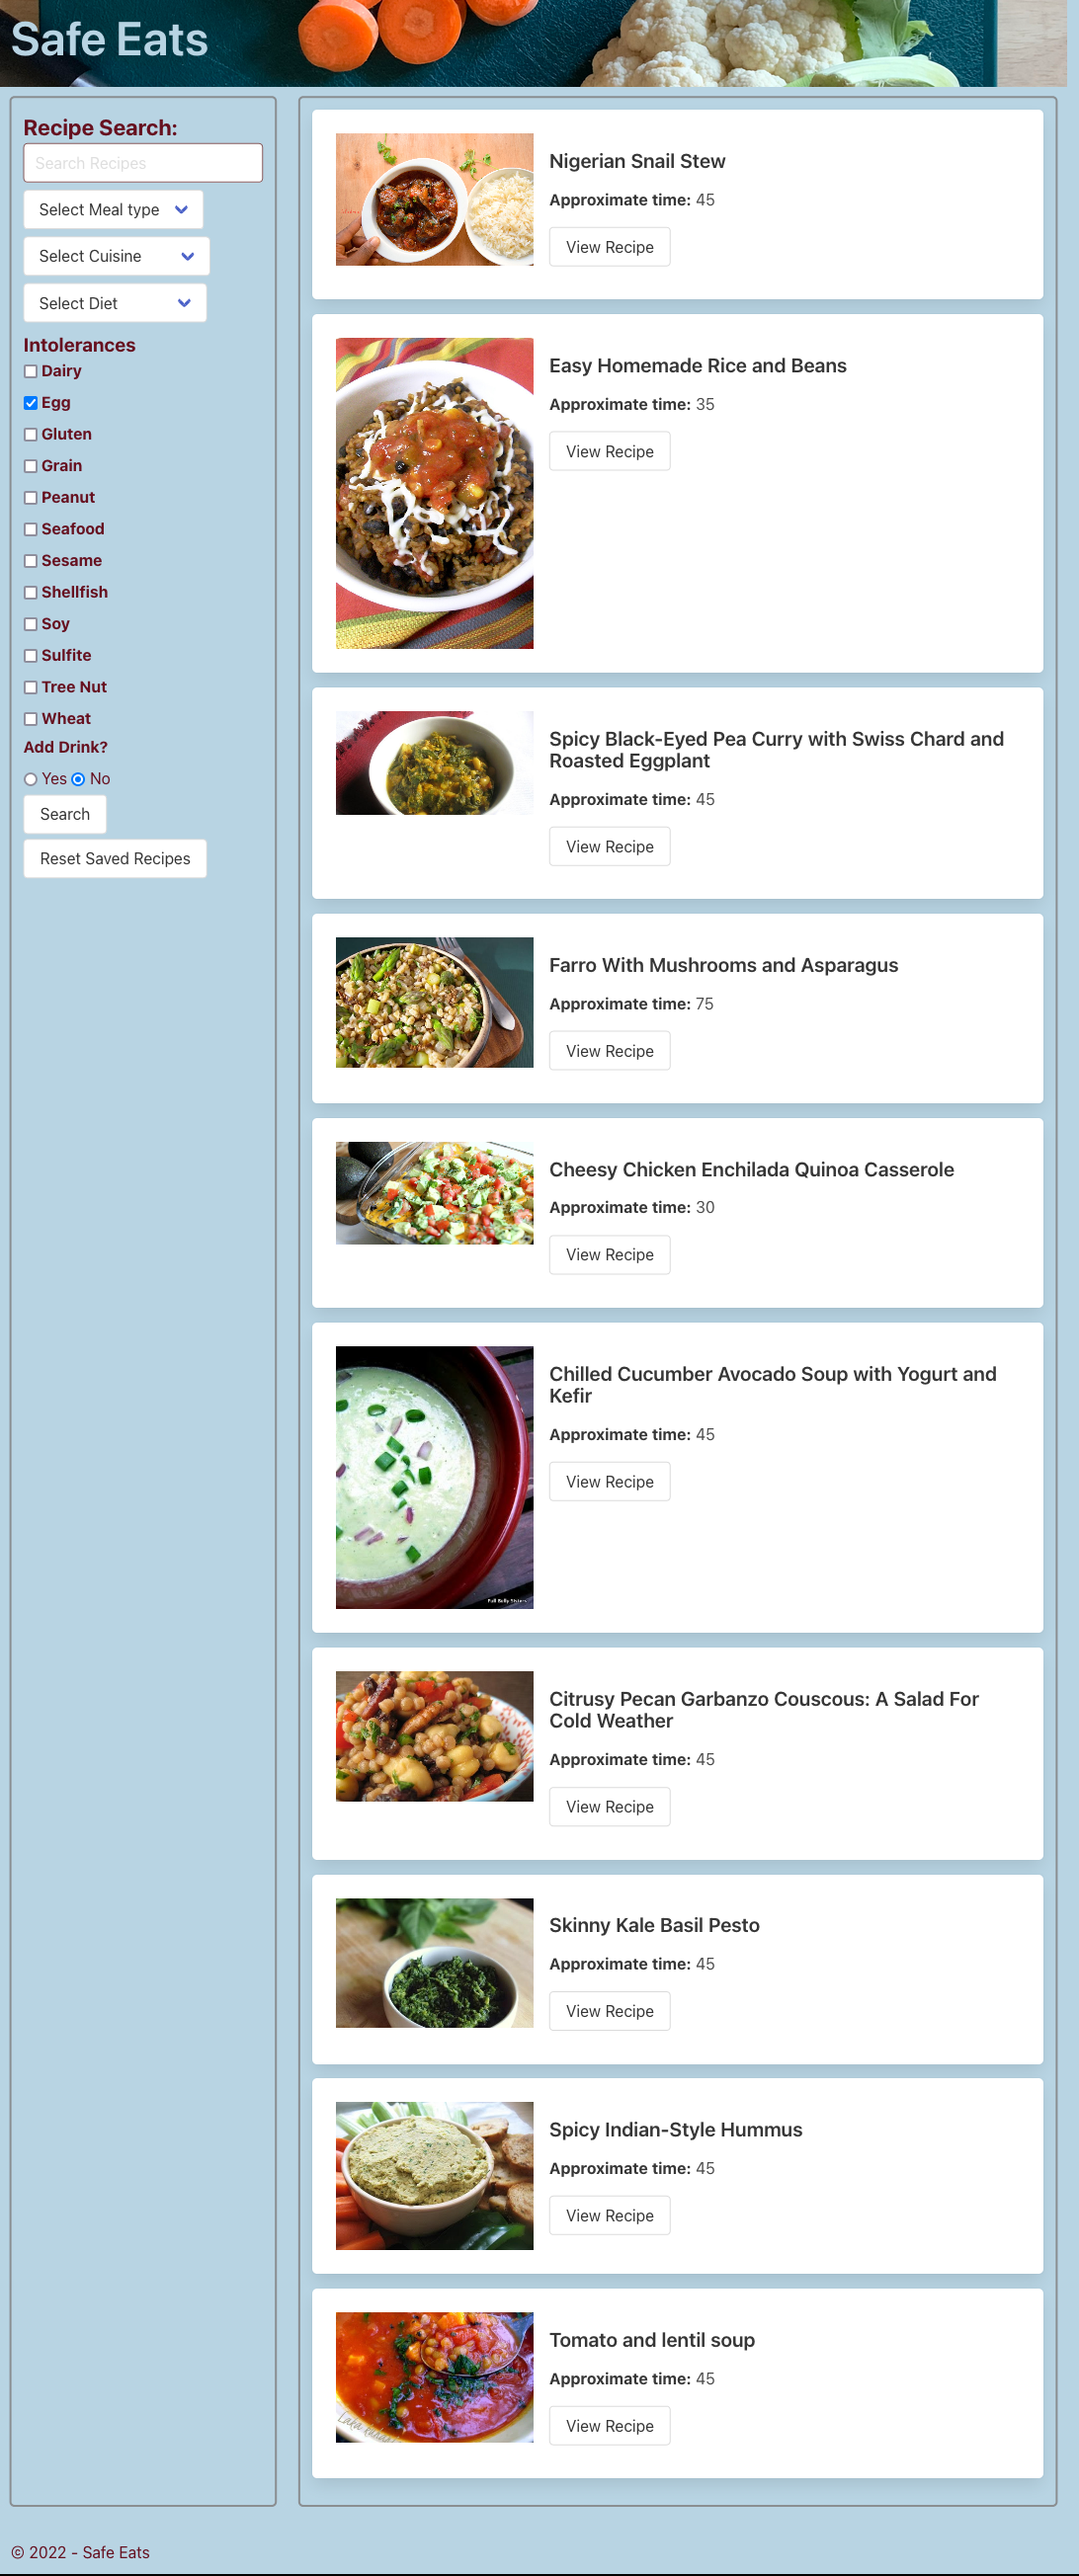 Safe Eats
Recipe Search:
Search Recipes
Select Meal type
Select Cuisine
Select Diet
Intolerances
Dairy
Egg
Gluten
Grain
Peanut
Seafood
Sesame
Shellfish
Soy
Sulfite
Tree Nut
Wheat
Add Drink?
Yes No
Search
Reset Saved Recipes
Nigerian Snail Stew
Approximate time: 45
View Recipe
Easy Homemade Rice and Beans
Approximate time: 35
View Recipe
Spicy Black-Eyed Pea Curry with Swiss Chard and
Roasted Eggplant
Approximate time: 45
View Recipe
Farro With Mushrooms and Asparagus
Approximate time: 75
View Recipe
Cheesy Chicken Enchilada Quinoa Casserole
Approximate time: 30
View Recipe
Chilled Cucumber Avocado Soup with Yogurt and
Kefir
Approximate time: 45
View Recipe
Full Belly Sisters
Citrusy Pecan Garbanzo Couscous: A Salad For
Cold Weather
Approximate time: 45
View Recipe
Skinny Kale Basil Pesto
Approximate time: 45
View Recipe
Spicy Indian-Style Hummus
Approximate time: 45
View Recipe
Tomato and lentil soup
Approximate time: 45
View Recipe
© 2022 - Safe Eats